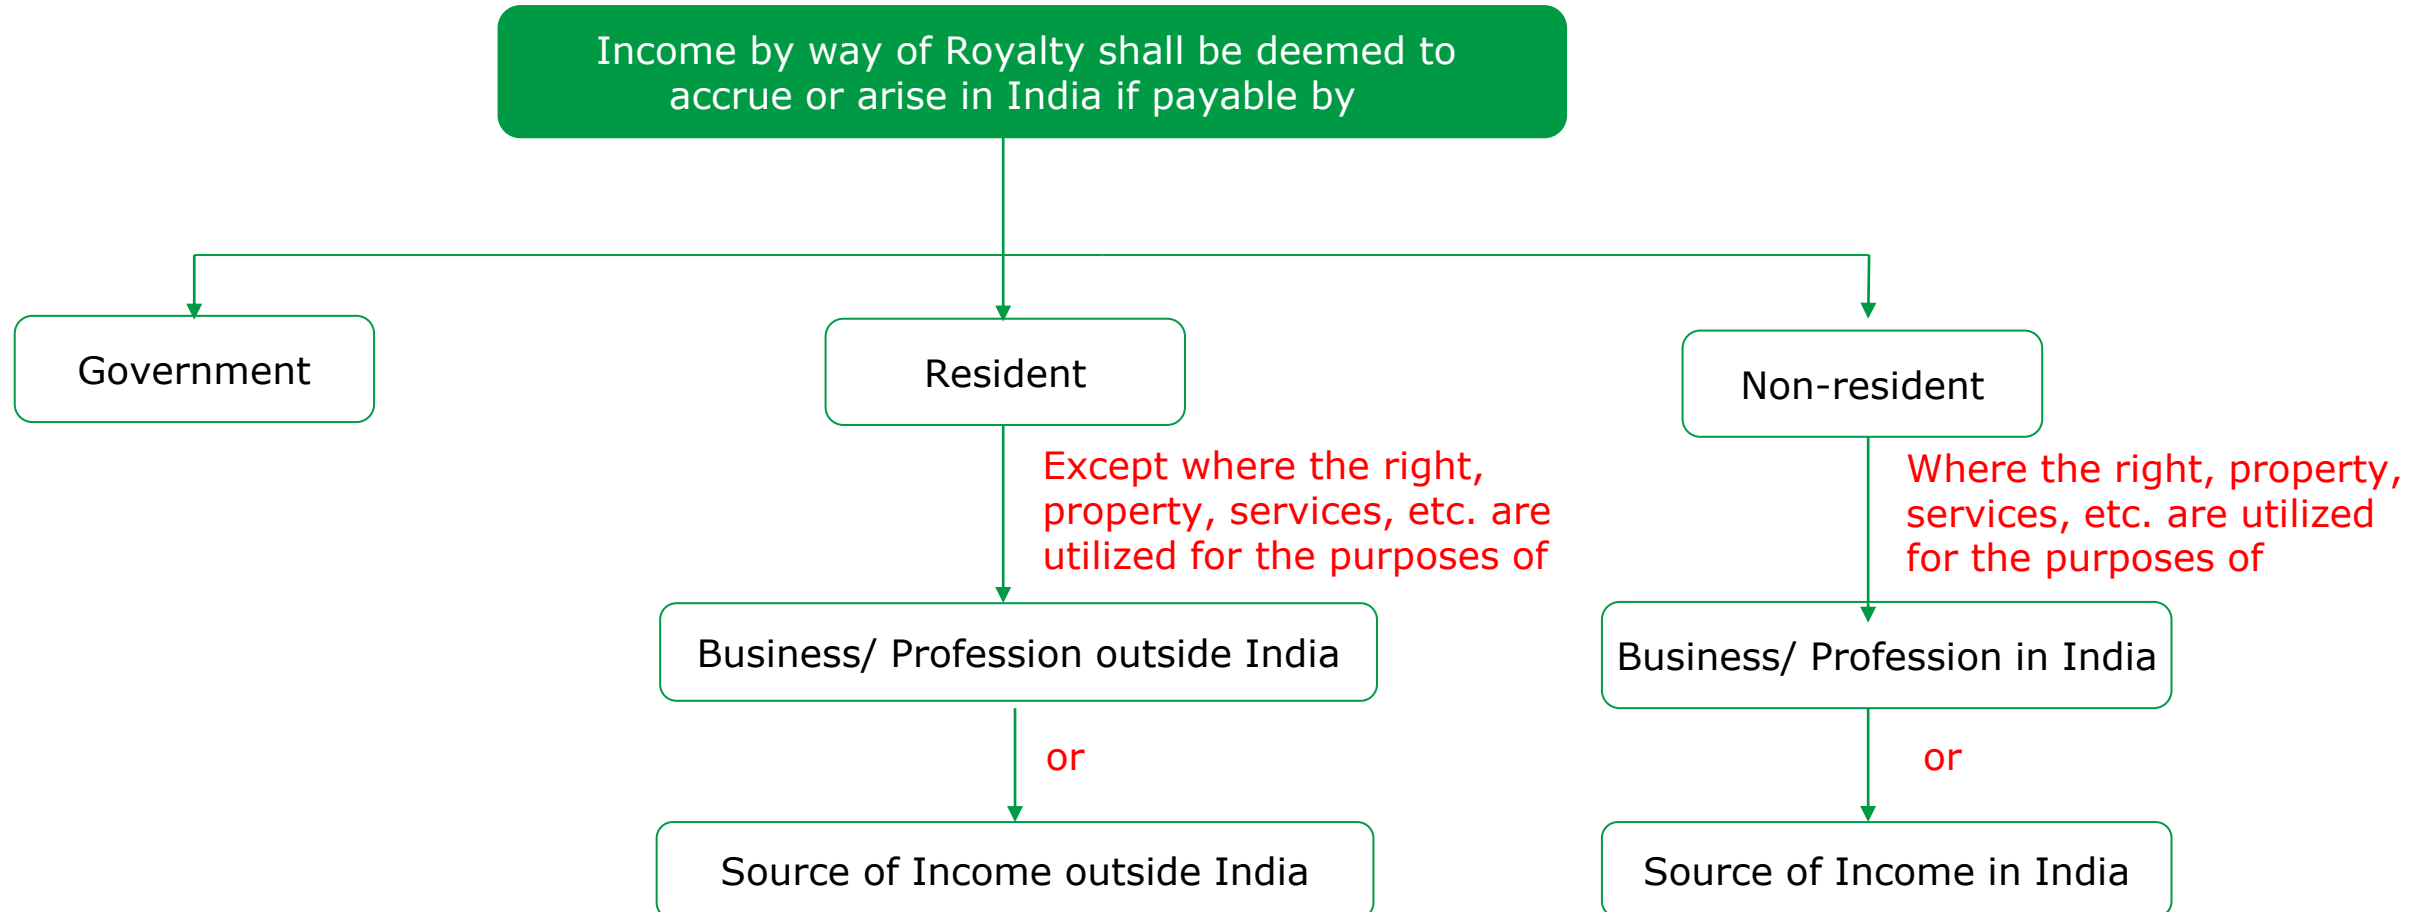 Income by way of Royalty shall be deemed to
accrue or arise in India if payable by
Government
Resident
Non-resident
Except where the right,
property, services, etc. are
utilized for the purposes of
Where the right, property,
services, etc. are utilized
for the purposes of
Business/ Profession outside India
Business/ Profession in India
or
or
Source of Income outside India
Source of Income in India